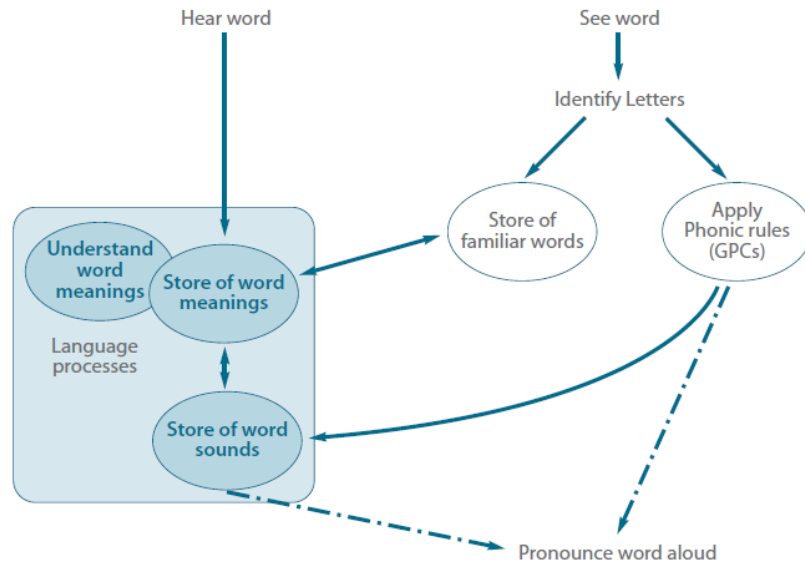 Hear word
See word
Identify Letters
Store of
familiar words
Apply
Phonic rules
(GPCs)
Understand
word
meanings
Store of word
meanings
Language
processes
Store of word
sounds
Pronounce word aloud